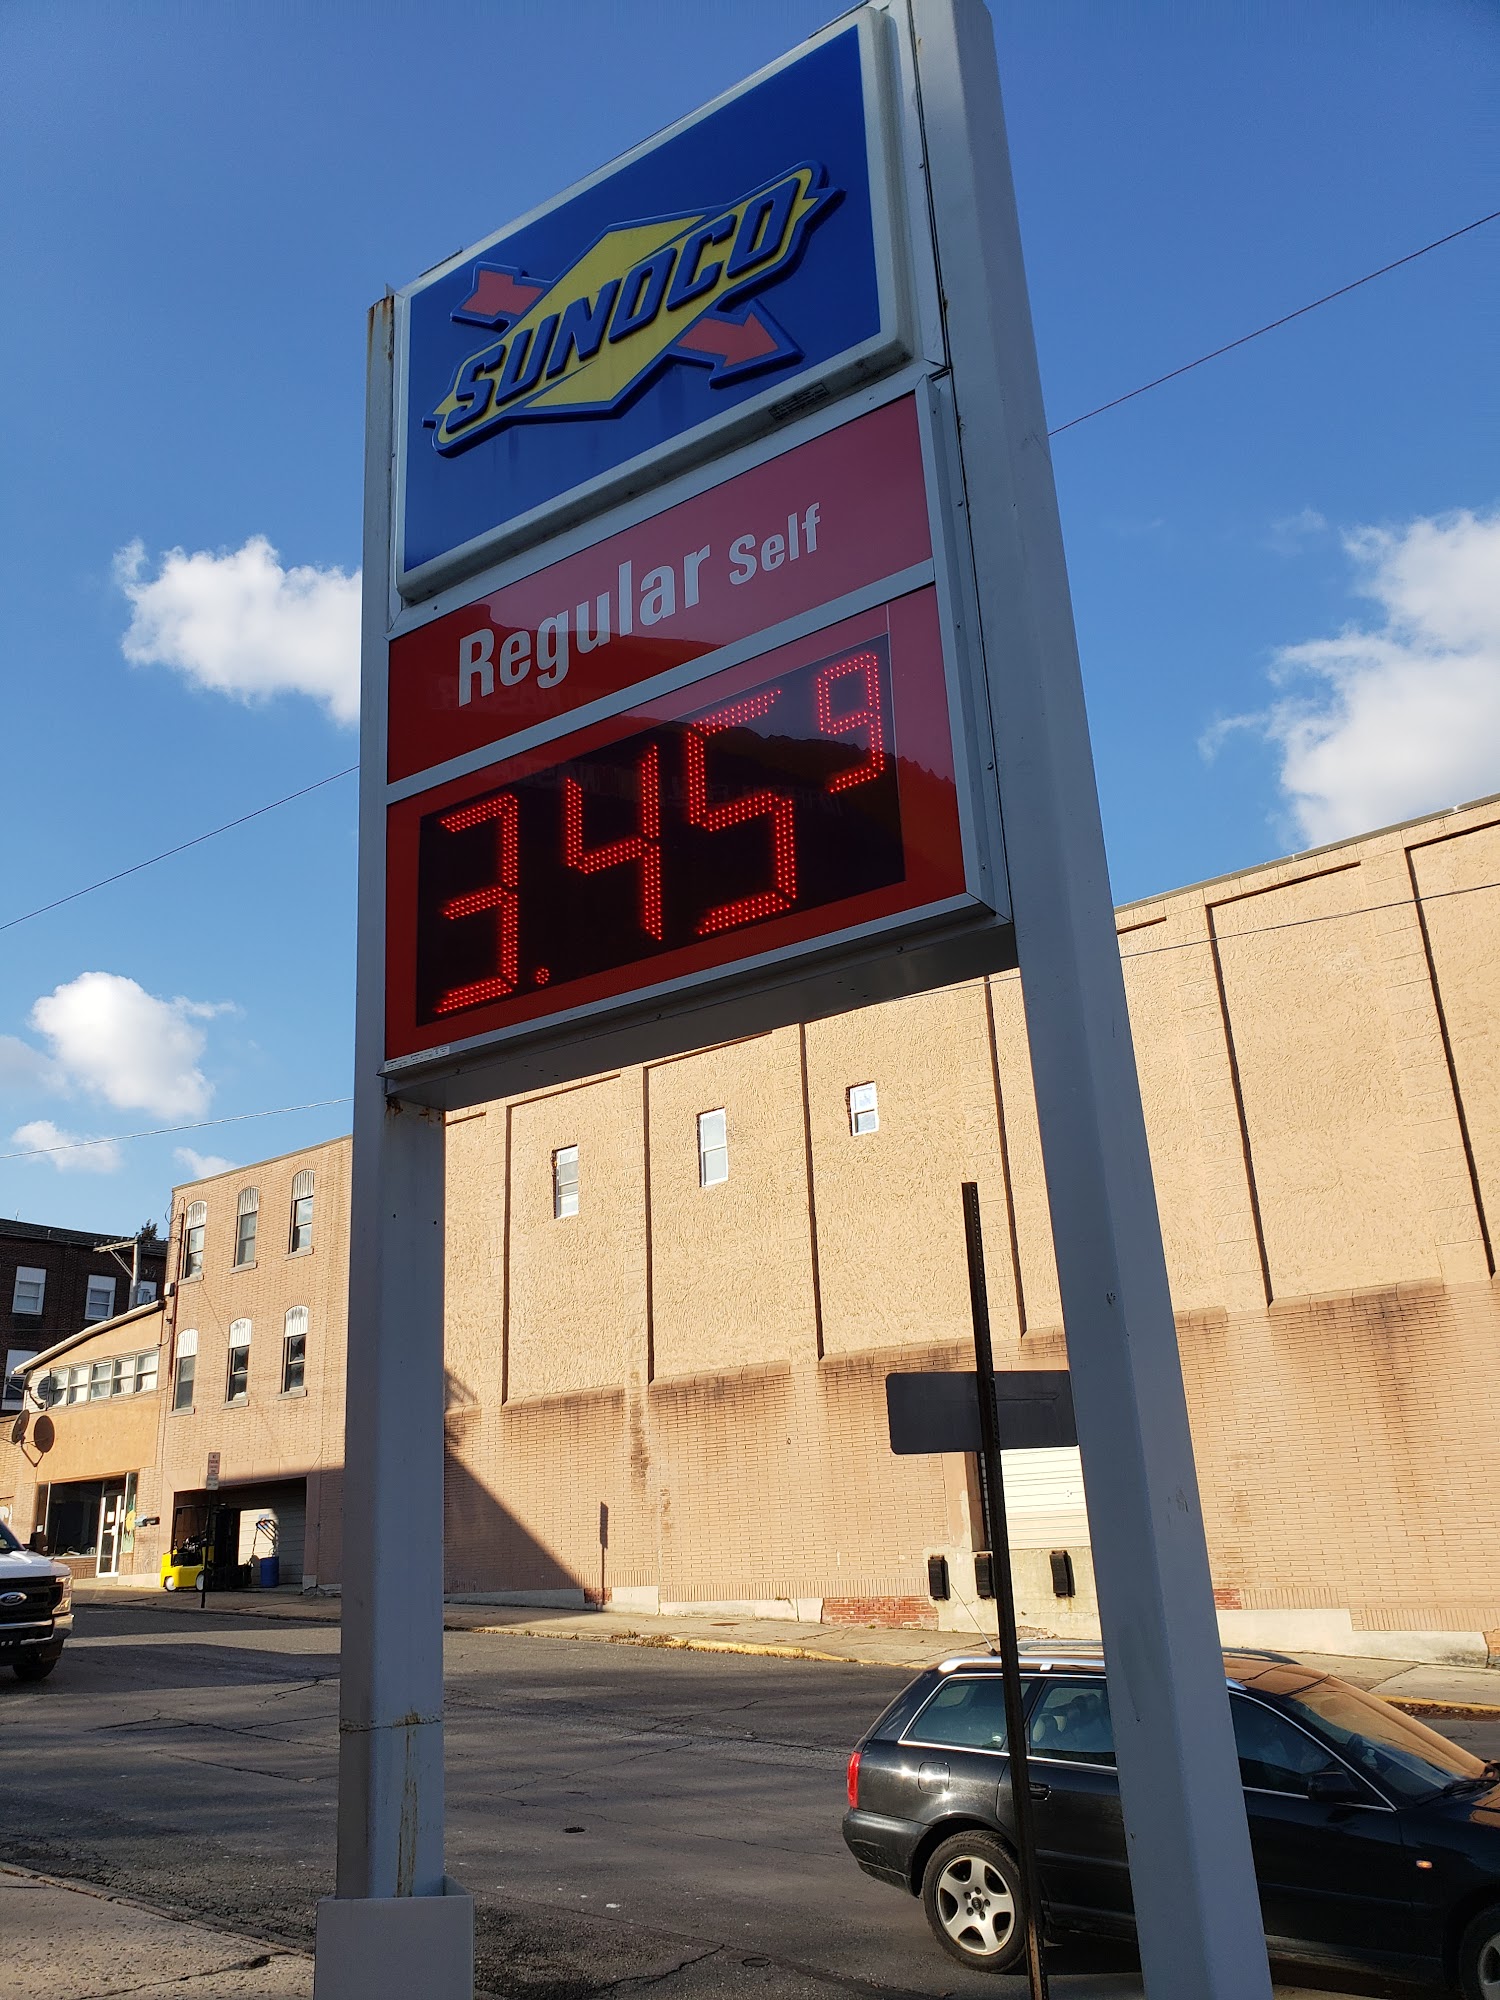 SUNOCO
Regular Self
3.459